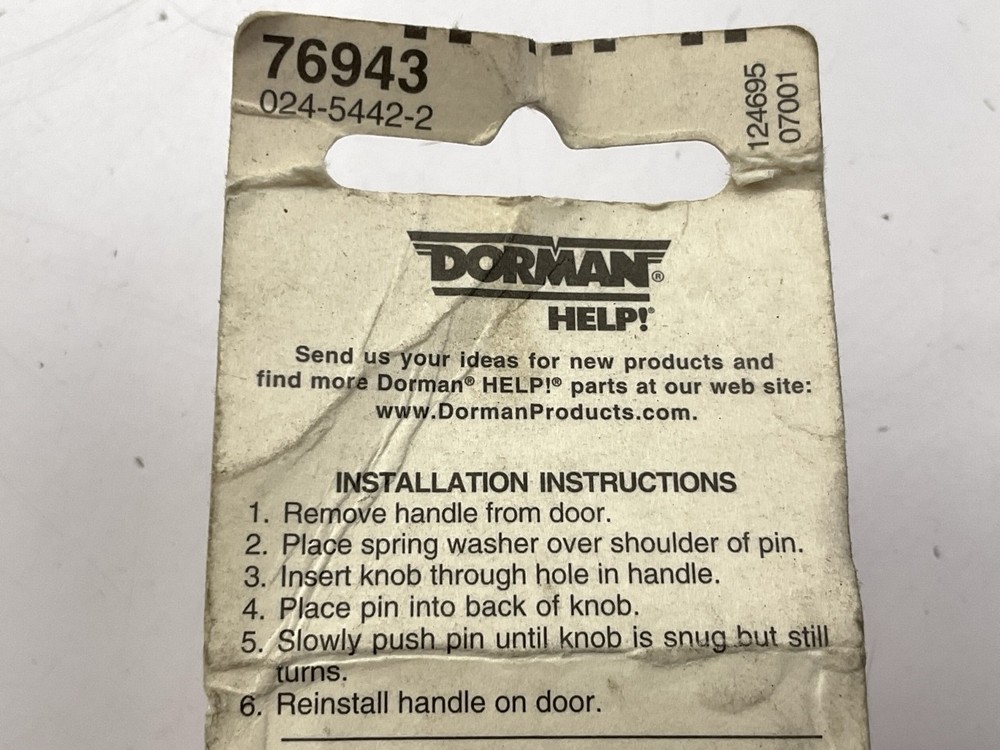 76943
024-5442-2
124695
07001
DORMAN®
HELP!®
Send us your ideas for new products and
find more Dorman® HELP!® parts at our web site:
www.DormanProducts.com.
INSTALLATION INSTRUCTIONS
1. Remove handle from door.
2. Place spring washer over shoulder of pin.
3. Insert knob through hole in handle.
4. Place pin into back of knob.
5. Slowly push pin until knob is snug but still
turns.
6. Reinstall handle on door.